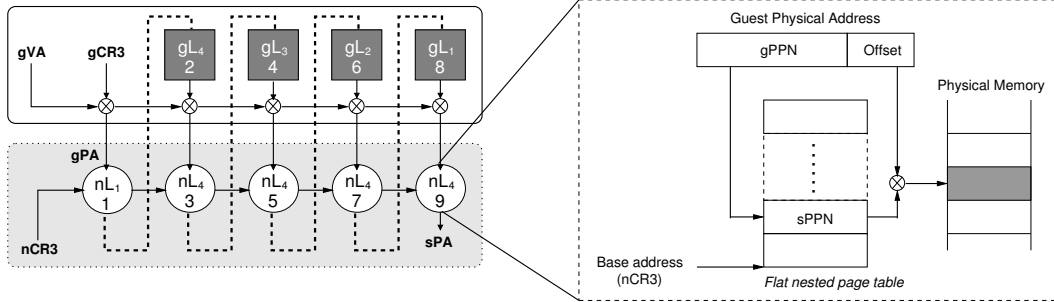 gVA
gCR3
gL4
2
gL3
4
gL2
6
gL1
8
gPA
nL1
1
nL4
3
nL4
5
nL4
7
nL4
9
nCR3
sPA
Guest Physical Address
gPPN
Offset
Physical Memory
sPPN
Base address
(nCR3)
Flat nested page table